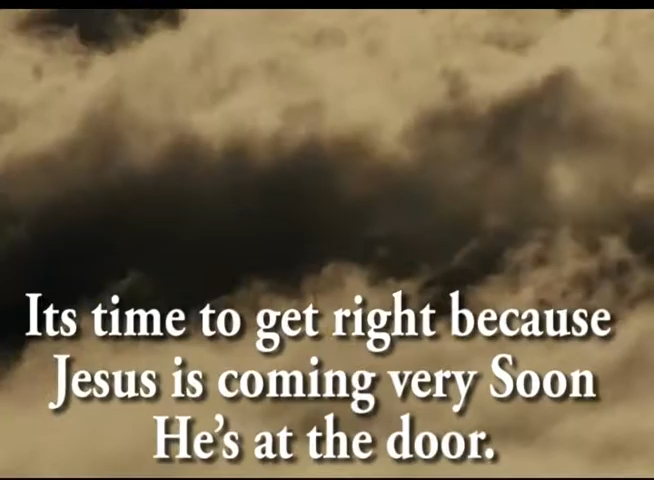 Its time to get right because
Jesus is coming very Soon
He's at the door.